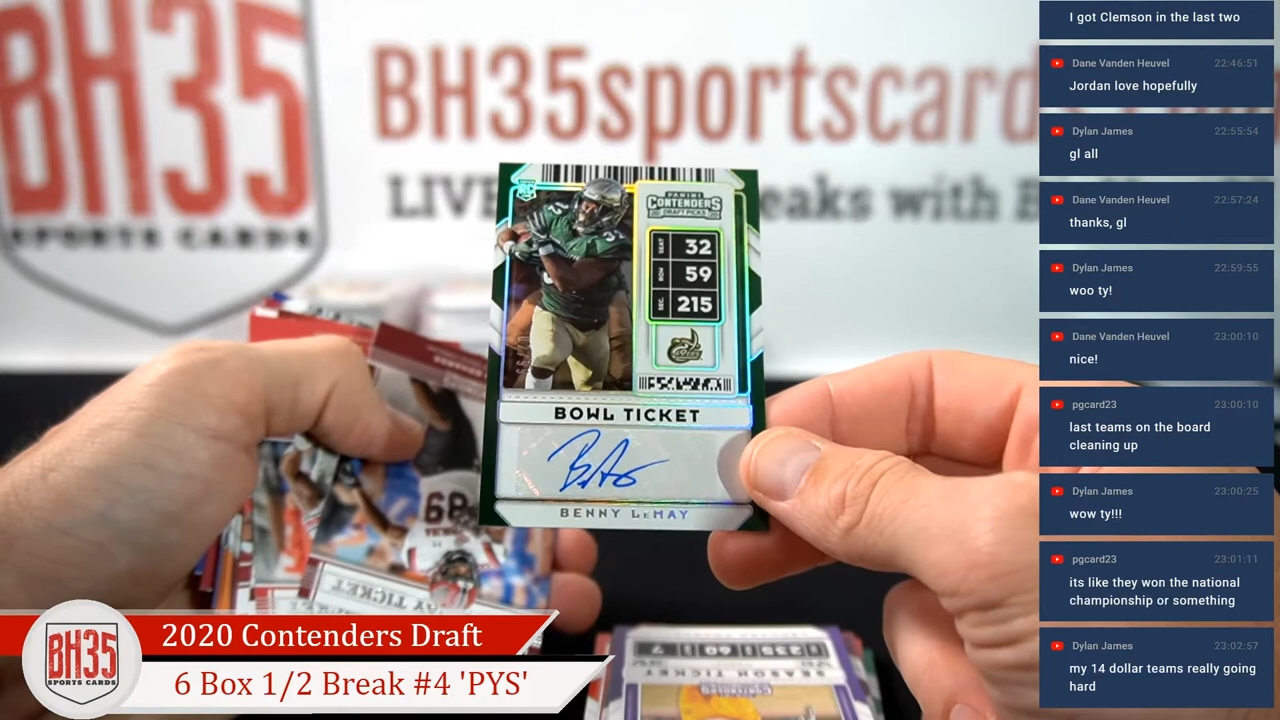 BH35
SPORTS CARDS
BH35sportscards
LIVE
eaks with B
RC
PANINI
CONTENDERS
DRAFT PICKS
SEAT 32
ROW 59
SEC. 215
49ERS
BOWL TICKET
BENNY LeMAY
68
SEASON TICKET
BH35
SPORTS CARDS
2020 Contenders Draft
6 Box 1/2 Break #4 'PYS'
I got Clemson in the last two
Dane Vanden Heuvel 22:46:51
Jordan love hopefully
Dylan James 22:55:54
gl all
Dane Vanden Heuvel 22:57:24
thanks, gl
Dylan James 22:59:55
woo ty!
Dane Vanden Heuvel 23:00:10
nice!
pgcard23 23:00:10
last teams on the board
cleaning up
Dylan James 23:00:25
wow ty!!!
pgcard23 23:01:11
its like they won the national
championship or something
Dylan James 23:02:57
my 14 dollar teams really going
hard